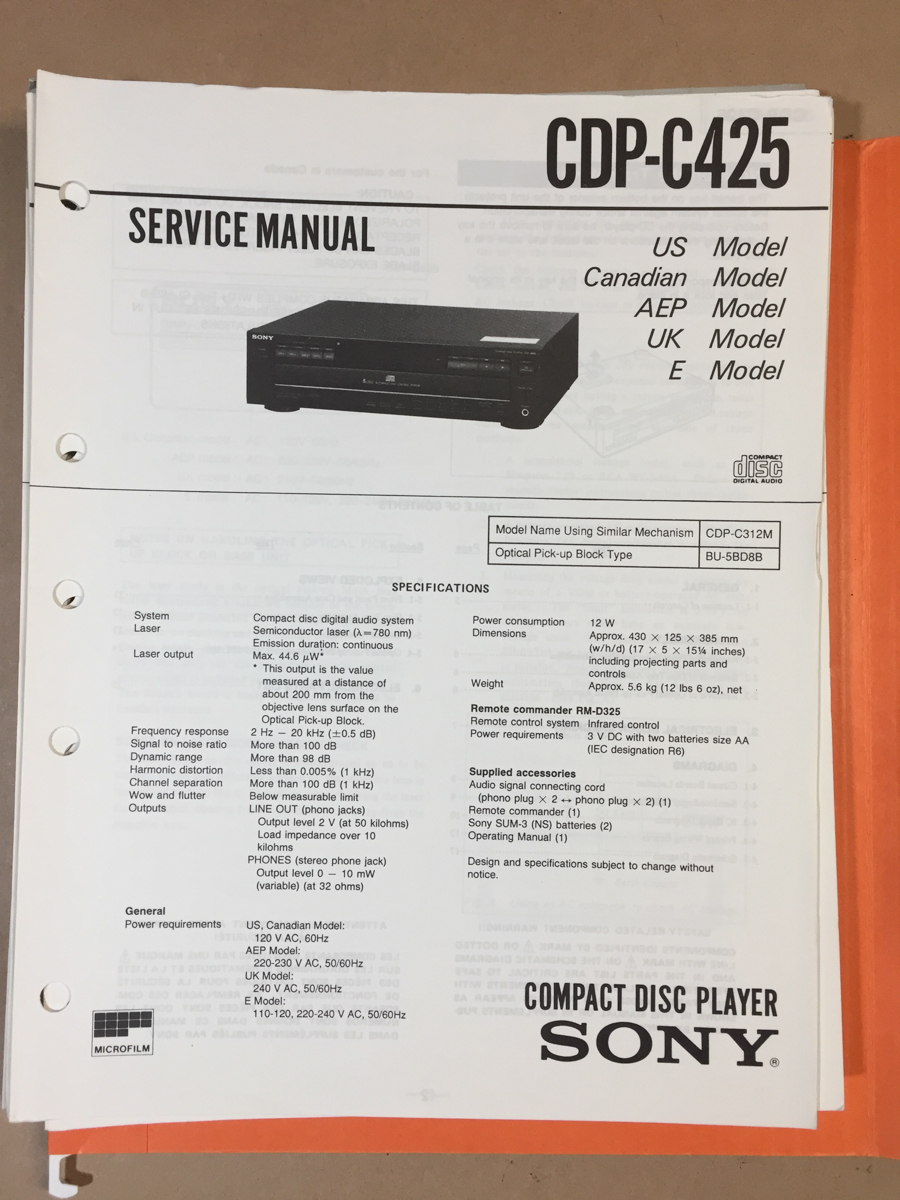 CDP-C425
SERVICE MANUAL
US Model
Canadian Model
AEP Model
UK Model
E Model
SONY
COMPACT
disc
DIGITAL AUDIO
Model Name Using Similar Mechanism CDP-C312M
Optical Pick-up Block Type BU-5BD8B
SPECIFICATIONS
System Compact disc digital audio system
Laser Semiconductor laser (λ=780 nm)
Emission duration: continuous
Laser output Max. 44.6 μW*
* This output is the value
measured at a distance of
about 200 mm from the
objective lens surface on the
Optical Pick-up Block.
Frequency response 2 Hz – 20 kHz (±0.5 dB)
Signal to noise ratio More than 100 dB
Dynamic range More than 98 dB
Harmonic distortion Less than 0.005% (1 kHz)
Channel separation More than 100 dB (1 kHz)
Wow and flutter Below measurable limit
Outputs LINE OUT (phono jacks)
Output level 2 V (at 50 kilohms)
Load impedance over 10
kilohms
PHONES (stereo phone jack)
Output level 0 – 10 mW
(variable) (at 32 ohms)
General
Power requirements US, Canadian Model:
120 V AC, 60Hz
AEP Model:
220-230 V AC, 50/60Hz
UK Model:
240 V AC, 50/60Hz
E Model:
110-120, 220-240 V AC, 50/60Hz
Power consumption 12 W
Dimensions Approx. 430 × 125 × 385 mm
(w/h/d) (17 × 5 × 15¼ inches)
including projecting parts and
controls
Weight Approx. 5.6 kg (12 lbs 6 oz), net
Remote commander RM-D325
Remote control system Infrared control
Power requirements 3 V DC with two batteries size AA
(IEC designation R6)
Supplied accessories
Audio signal connecting cord
(phono plug × 2 ↔ phono plug × 2) (1)
Remote commander (1)
Sony SUM-3 (NS) batteries (2)
Operating Manual (1)
Design and specifications subject to change without
notice.
MICROFILM
COMPACT DISC PLAYER
SONY®